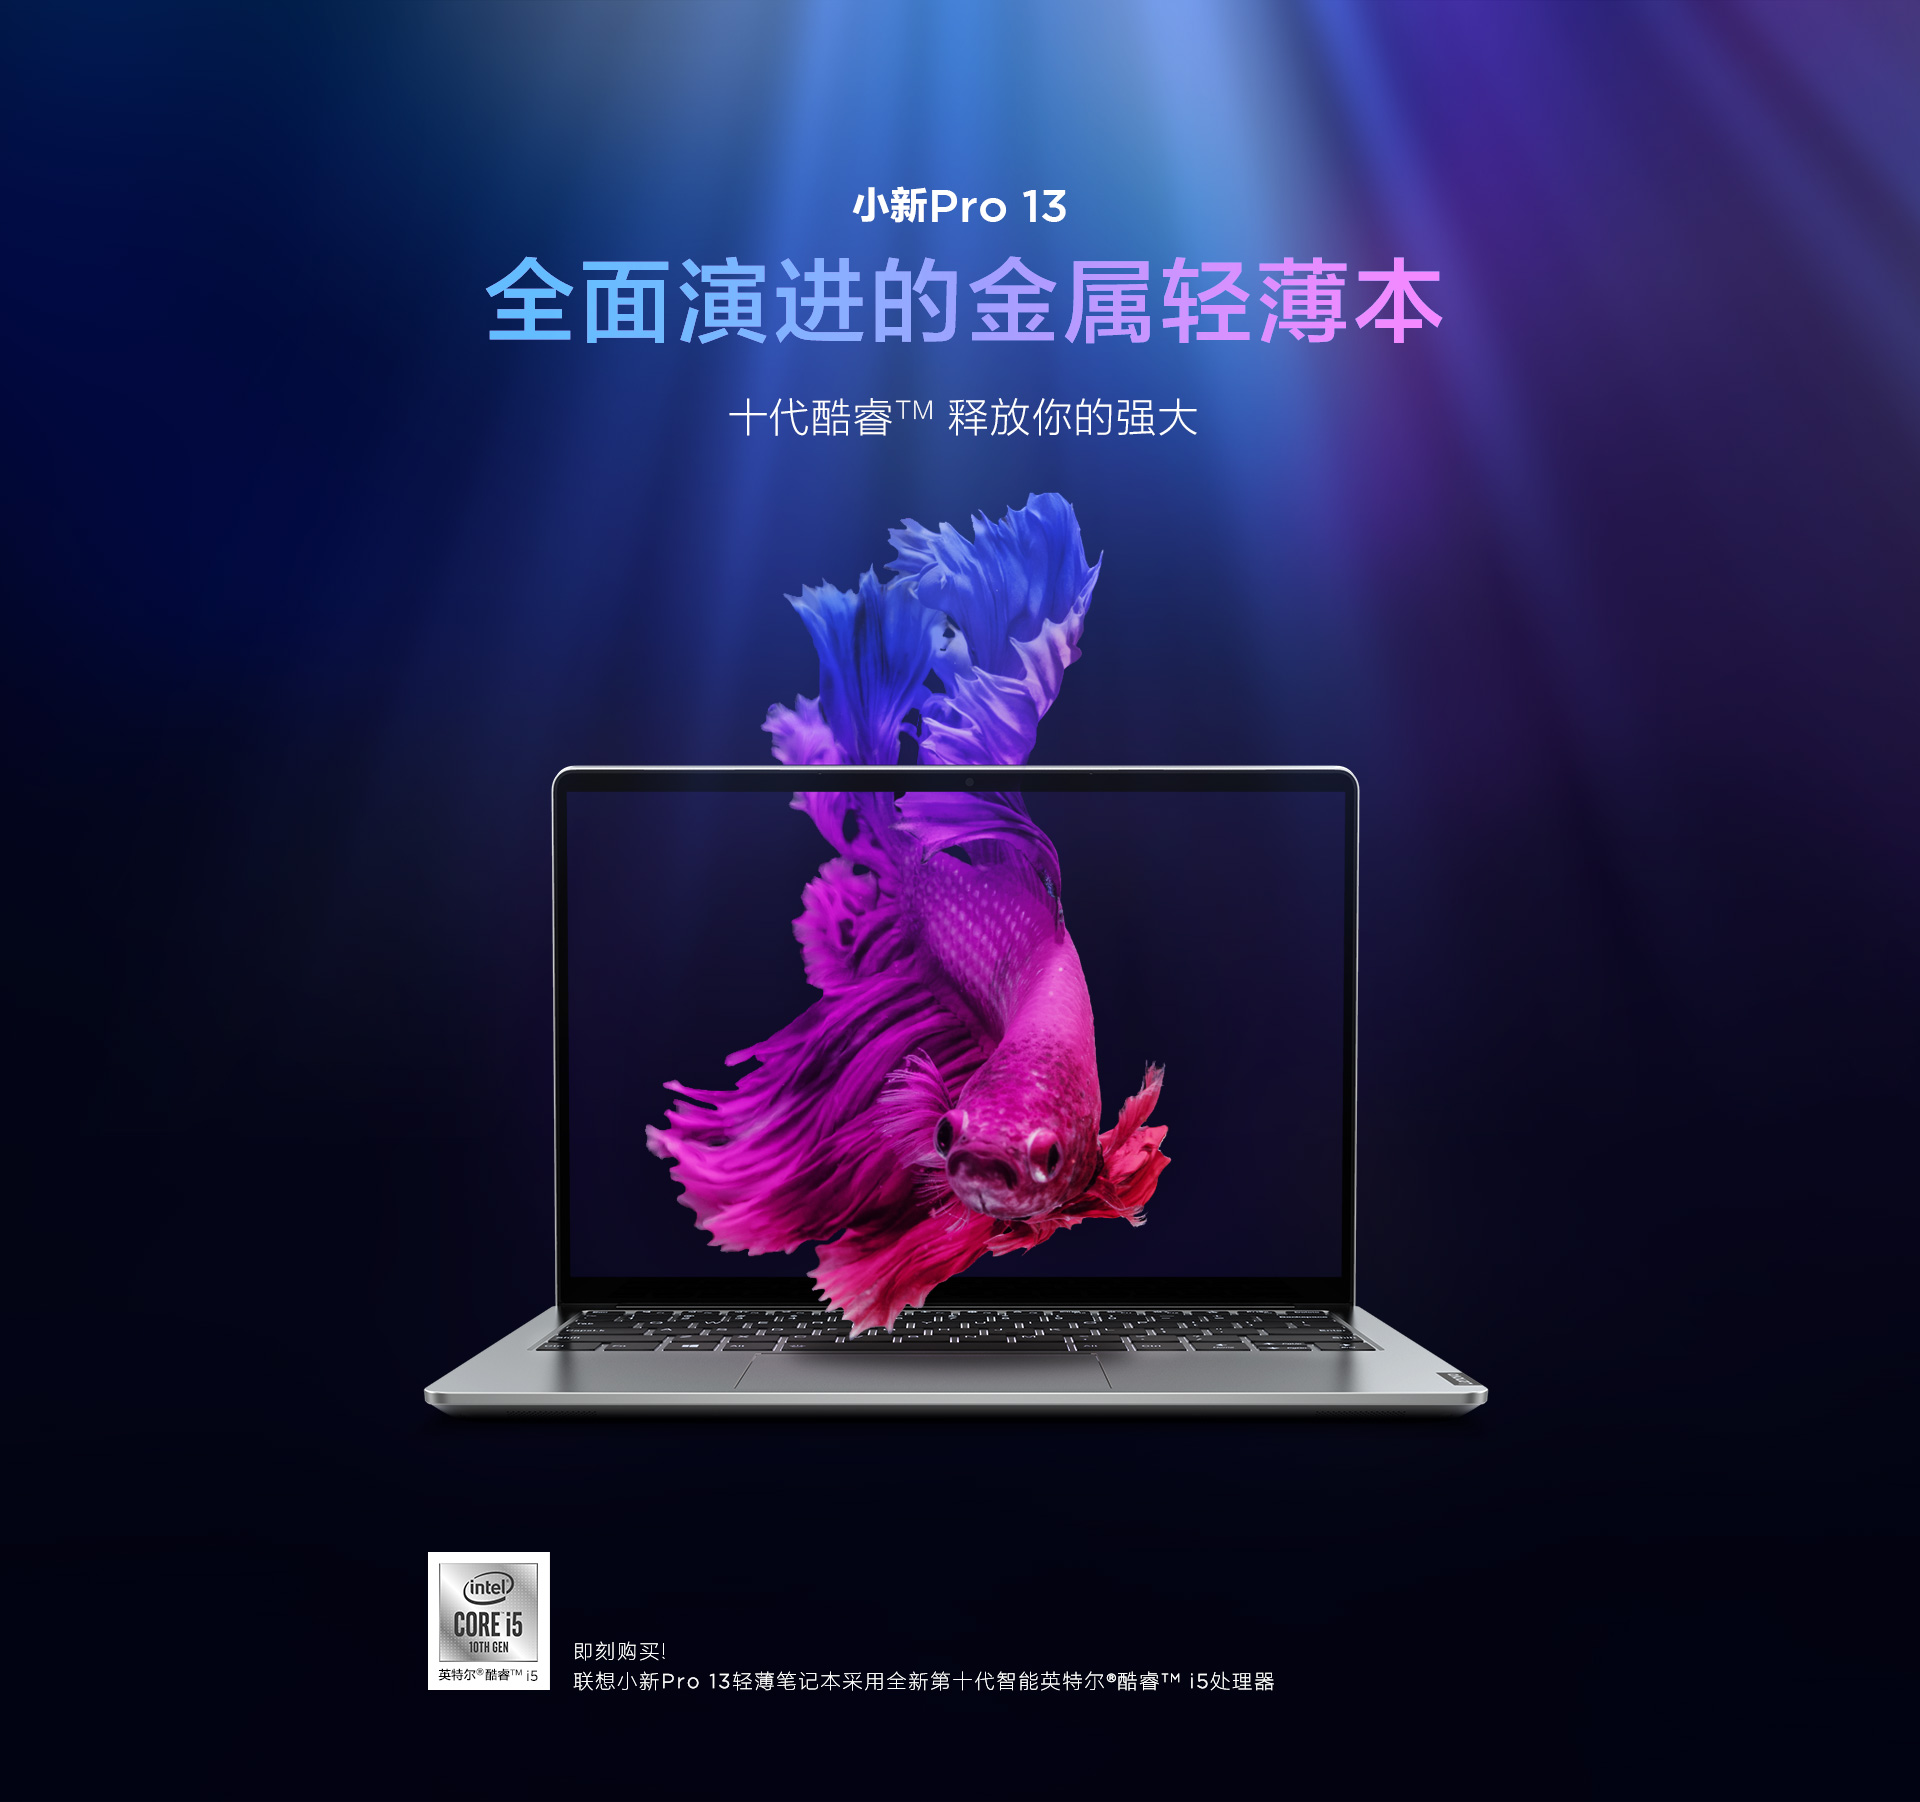 小新Pro 13
全面演进的金属轻薄本
十代酷睿™ 释放你的强大
intel
CORE i5
10TH GEN
英特尔®酷睿™ i5
即刻购买!
联想小新Pro 13轻薄笔记本采用全新第十代智能英特尔®酷睿™ i5处理器